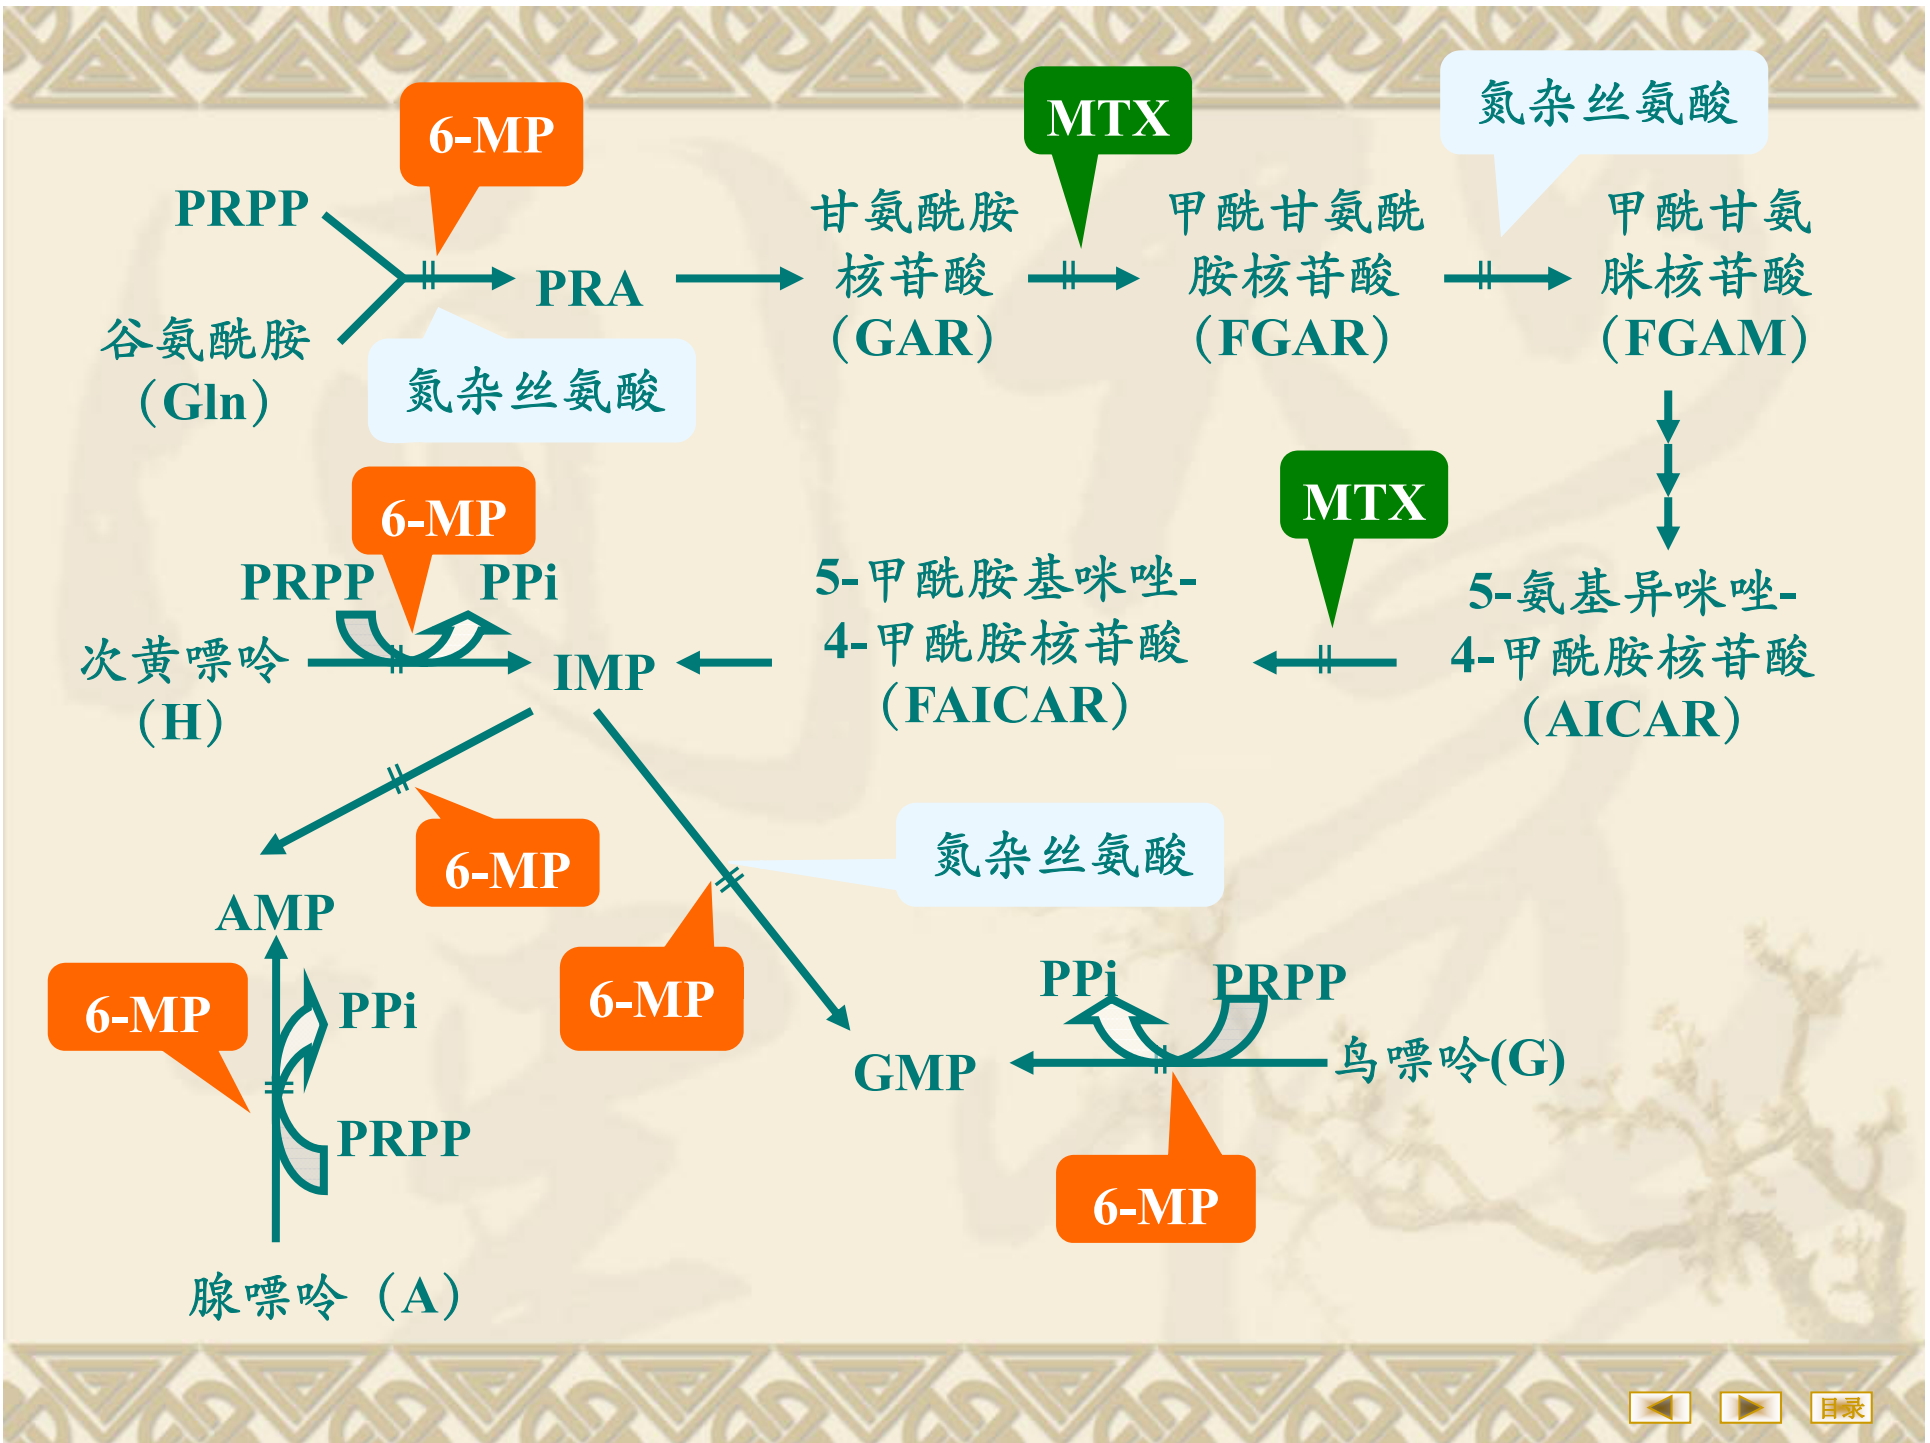 6-MP
MTX
氮杂丝氨酸
PRPP
谷氨酰胺
（Gln）
PRA
氮杂丝氨酸
甘氨酰胺
核苷酸
（GAR）
甲酰甘氨酰
胺核苷酸
（FGAR）
甲酰甘氨
脒核苷酸
（FGAM）
6-MP
PRPP
PPi
次黄嘌呤
（H）
IMP
5-甲酰胺基咪唑-
4-甲酰胺核苷酸
（FAICAR）
MTX
5-氨基异咪唑-
4-甲酰胺核苷酸
（AICAR）
6-MP
氮杂丝氨酸
AMP
6-MP
6-MP
PPi
PRPP
腺嘌呤（A）
GMP
PPi
PRPP
鸟嘌呤(G)
6-MP
目录